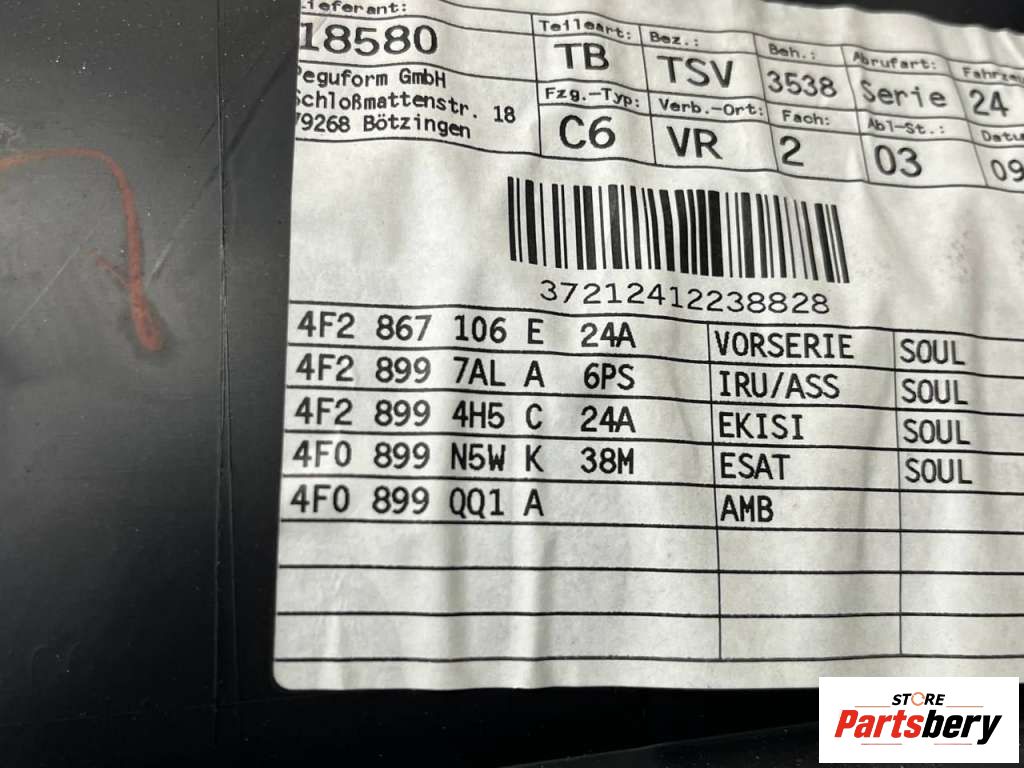 Lieferant: Teileart: Bez.: Beh.: Abrufart:
18580 TB TSV 3538 Serie 24
Peguform GmbH Fzg.-Typ: Verb.-Ort: Fach: Abl-St.:
Schloßmattenstr. 18 C6 VR 2 03 09
79268 Bötzingen
37212412238828
4F2 867 106 E 24A VORSERIE SOUL
4F2 899 7AL A 6PS IRU/ASS SOUL
4F2 899 4H5 C 24A EKISI SOUL
4F0 899 N5W K 38M ESAT SOUL
4F0 899 QQ1 A AMB
STORE
Partsbery